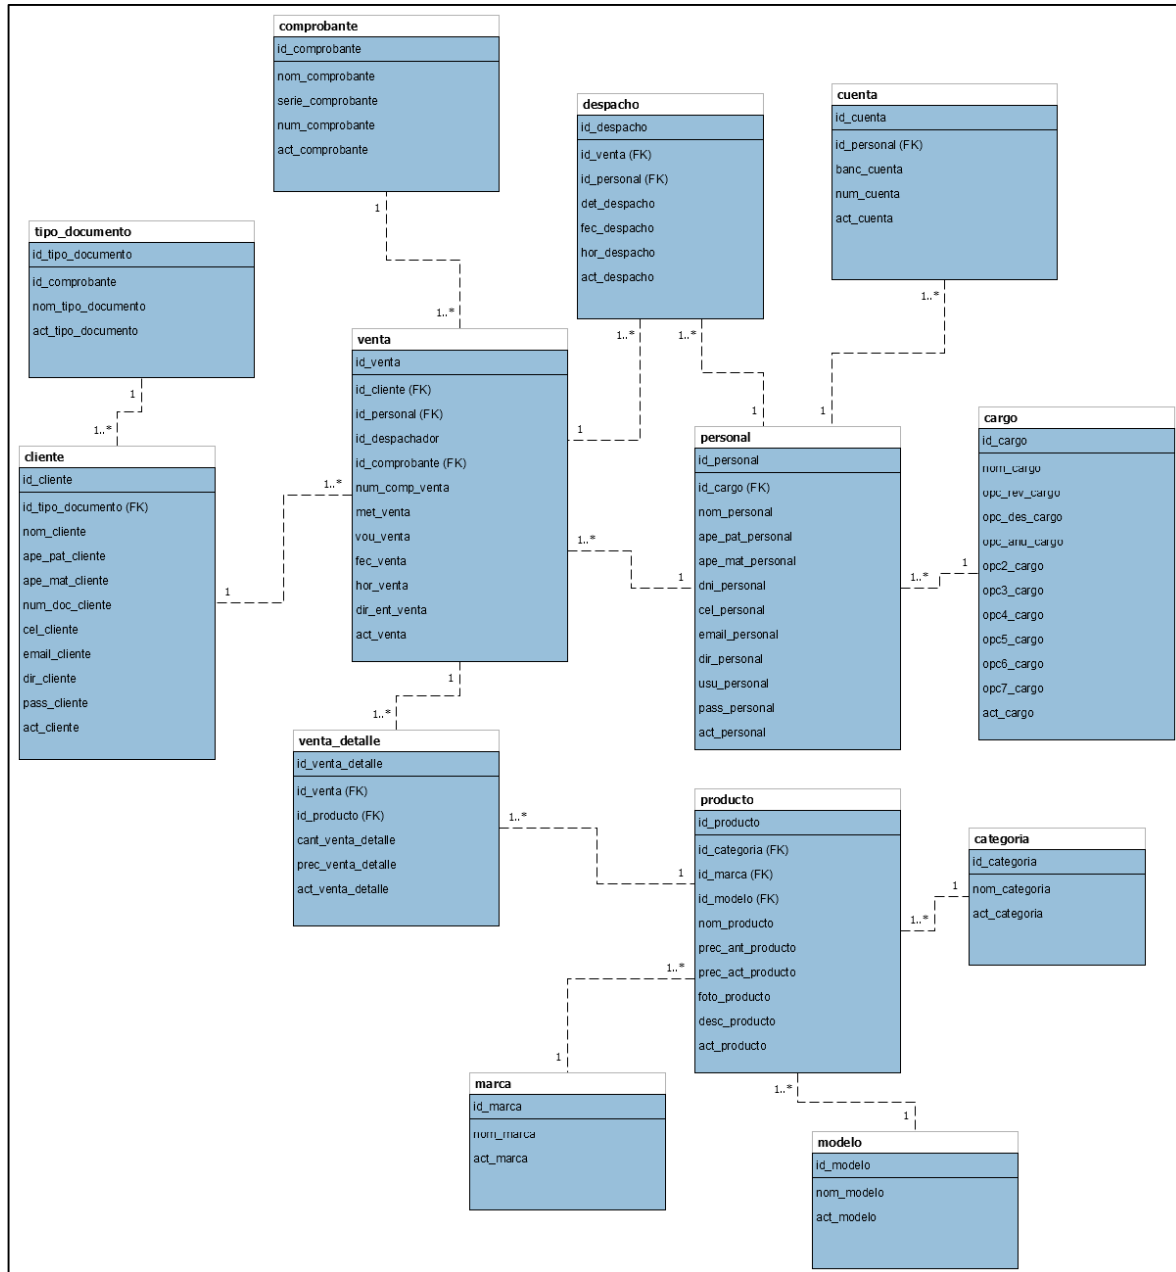 comprobante
id_comprobante
nom_comprobante
serie_comprobante
num_comprobante
act_comprobante
1
1..*
despacho
id_despacho
id_venta (FK)
id_personal (FK)
det_despacho
fec_despacho
hor_despacho
act_despacho
1..*
1..*
1
1
cuenta
id_cuenta
id_personal (FK)
banc_cuenta
num_cuenta
act_cuenta
1..*
1
tipo_documento
id_tipo_documento
id_comprobante
nom_tipo_documento
act_tipo_documento
1
1..*
venta
id_venta
id_cliente (FK)
id_personal (FK)
id_despachador
id_comprobante (FK)
num_comp_venta
met_venta
vou_venta
fec_venta
hor_venta
dir_ent_venta
act_venta
1..*
1
1..*
1
1
1..*
cliente
id_cliente
id_tipo_documento (FK)
nom_cliente
ape_pat_cliente
ape_mat_cliente
num_doc_cliente
cel_cliente
email_cliente
dir_cliente
pass_cliente
act_cliente
personal
id_personal
id_cargo (FK)
nom_personal
ape_pat_personal
ape_mat_personal
dni_personal
cel_personal
email_personal
dir_personal
usu_personal
pass_personal
act_personal
1..*
1
cargo
id_cargo
nom_cargo
opc_rev_cargo
opc_des_cargo
opc_anu_cargo
opc2_cargo
opc3_cargo
opc4_cargo
opc5_cargo
opc6_cargo
opc7_cargo
act_cargo
venta_detalle
id_venta_detalle
id_venta (FK)
id_producto (FK)
cant_venta_detalle
prec_venta_detalle
act_venta_detalle
1..*
1
producto
id_producto
id_categoria (FK)
id_marca (FK)
id_modelo (FK)
nom_producto
prec_ant_producto
prec_act_producto
foto_producto
desc_producto
act_producto
1..*
1
categoria
id_categoria
nom_categoria
act_categoria
1..*
1
marca
id_marca
nom_marca
act_marca
1..*
1
modelo
id_modelo
nom_modelo
act_modelo